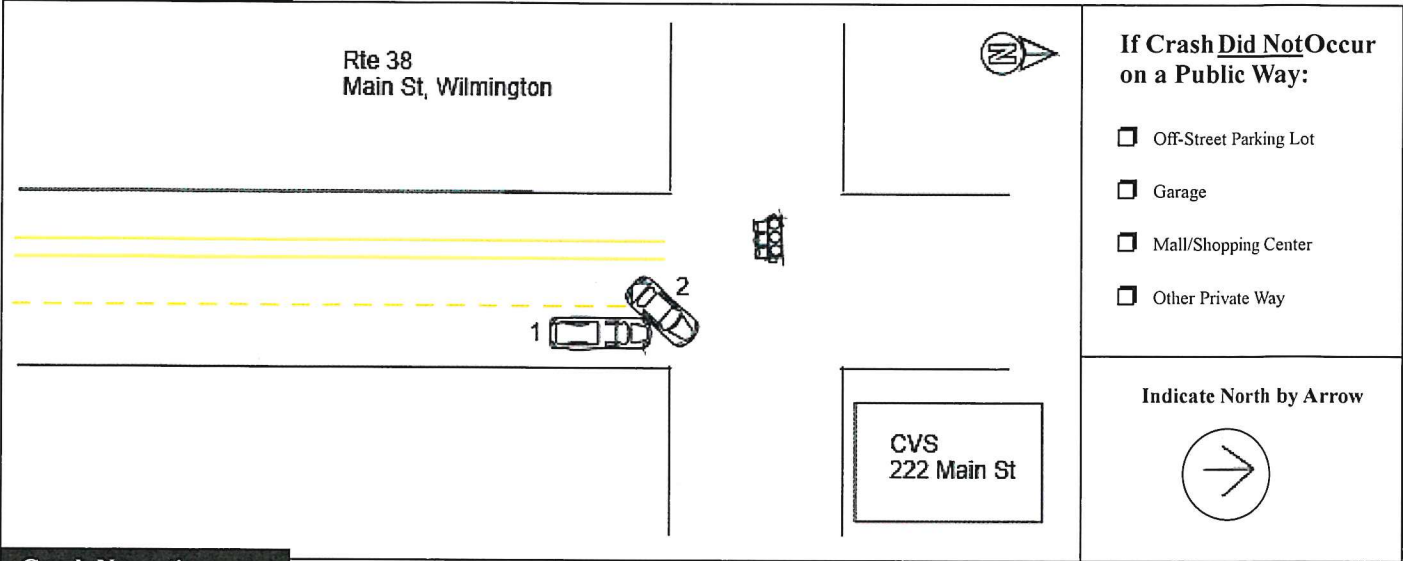 Rte 38
Main St, Wilmington
N
2
1
CVS
222 Main St
If Crash Did Not Occur
on a Public Way:
Off-Street Parking Lot
Garage
Mall/Shopping Center
Other Private Way
Indicate North by Arrow